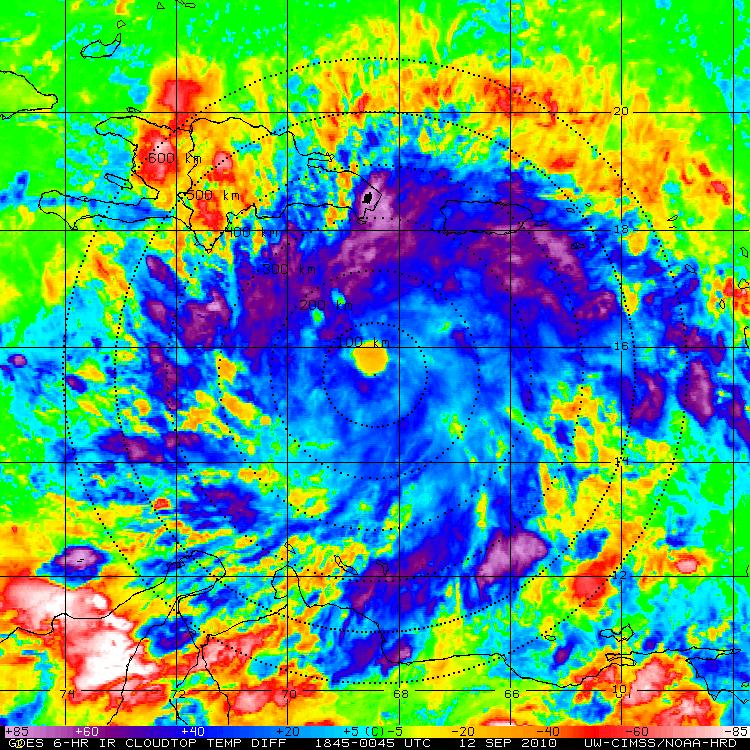 20
600 km
500 km
400 km
18
300 km
200 km
100 km
16
14
12
10
74 72 70 68 66 64
+85 +60 +40 +20 +5 (C) -5 -20 -40 -60 -85
GOES 6-HR IR CLOUDTOP TEMP DIFF 1845-0045 UTC 12 SEP 2010 UW-CIMSS/NOAA-HRD